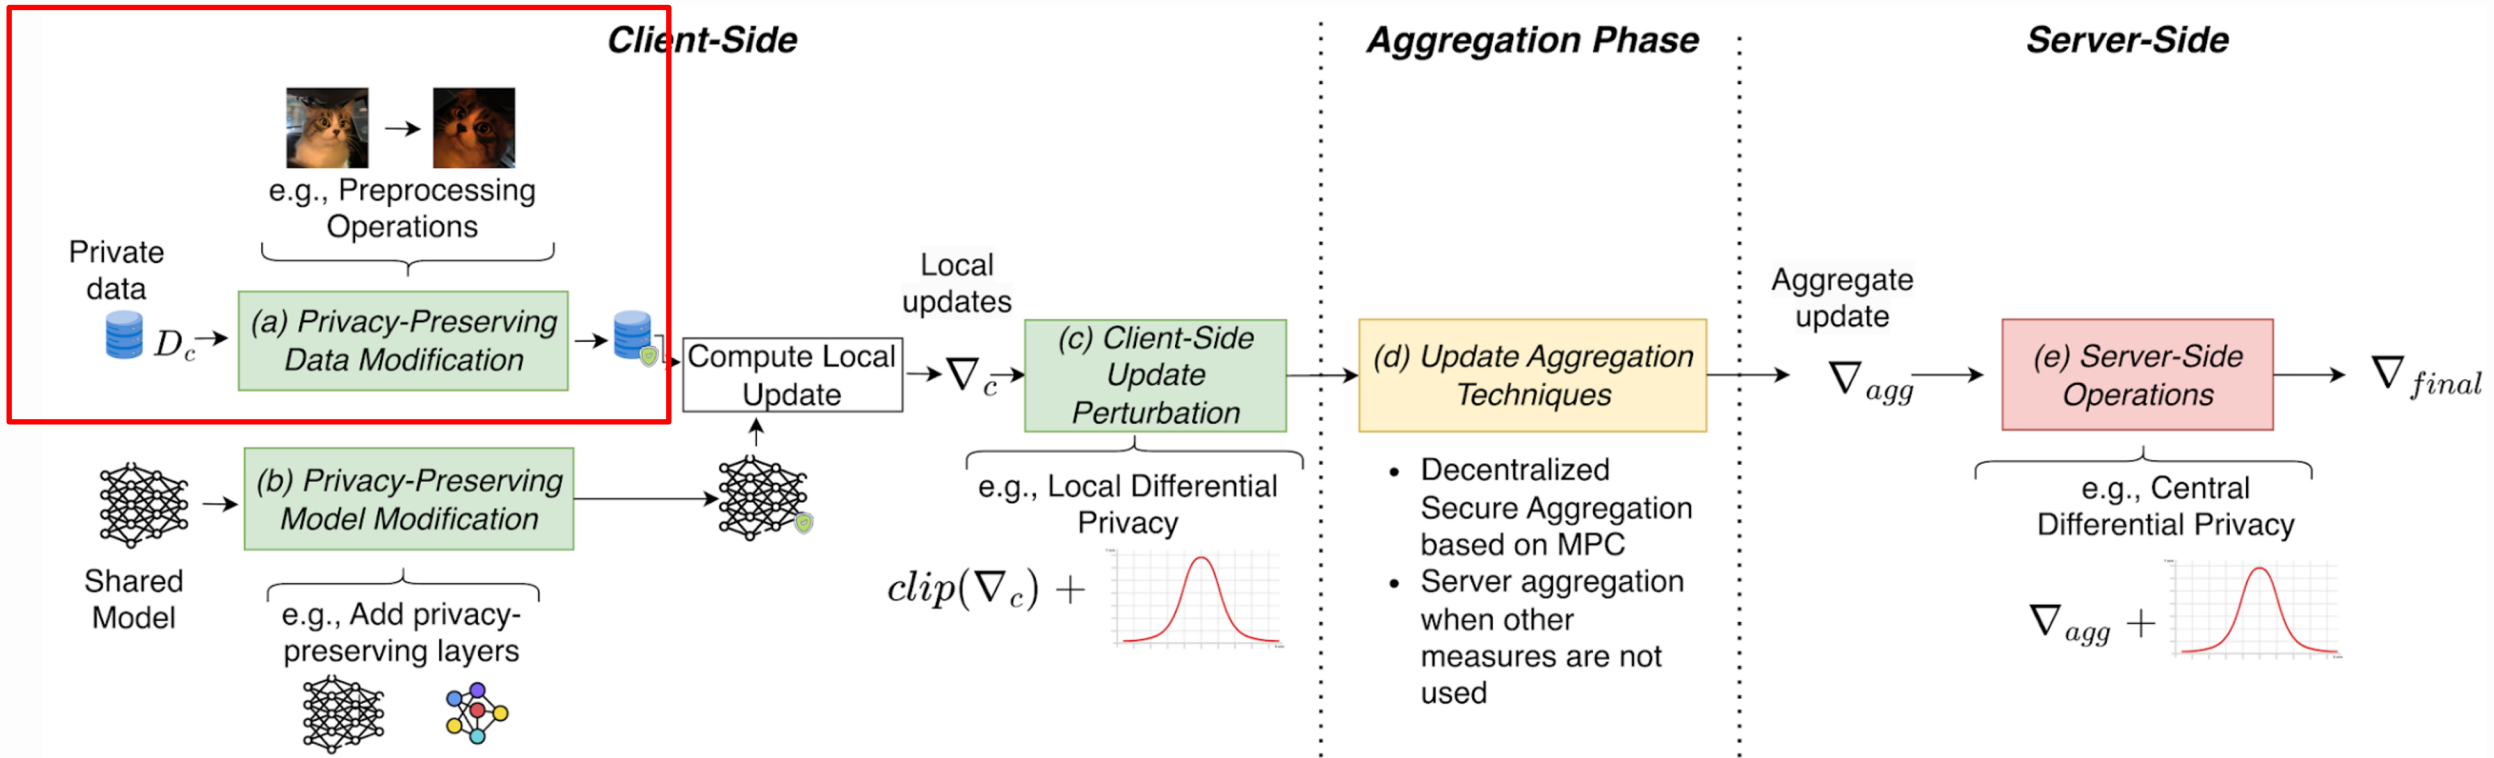 Client-Side
Aggregation Phase
Server-Side
e.g., Preprocessing
Operations
Private
data
D_c
(a) Privacy-Preserving
Data Modification
Compute Local
Update
Local
updates
∇_c
(c) Client-Side
Update
Perturbation
(d) Update Aggregation
Techniques
Aggregate
update
∇_agg
(e) Server-Side
Operations
∇_final
Shared
Model
(b) Privacy-Preserving
Model Modification
e.g., Add privacy-
preserving layers
e.g., Local Differential
Privacy
clip(∇_c) +
• Decentralized
Secure Aggregation
based on MPC
• Server aggregation
when other
measures are not
used
e.g., Central
Differential Privacy
∇_agg +